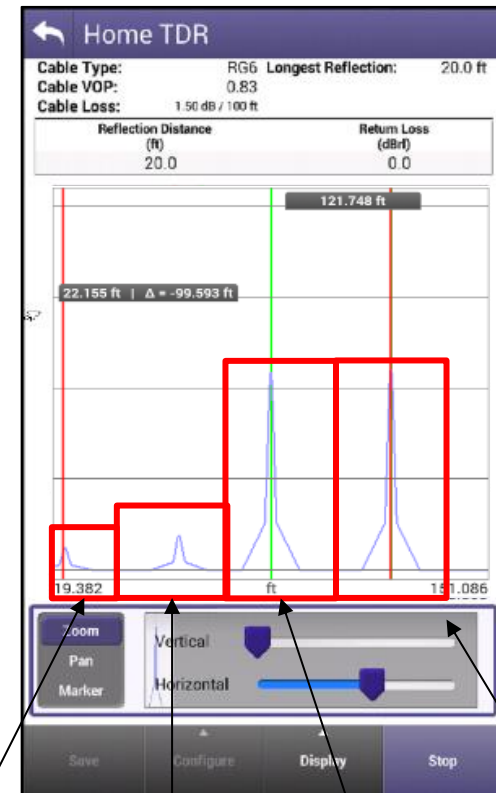 Home TDR
Cable Type: RG6 Longest Reflection: 20.0 ft
Cable VOP: 0.83
Cable Loss: 1.50 dB / 100 ft
Reflection Distance Return Loss
(ft) (dBrl)
20.0 0.0
121.748 ft
22.155 ft | Δ = -99.593 ft
19.382 ft 151.086
Zoom
Vertical
Pan
Horizontal
Marker
Save Configure Display Stop